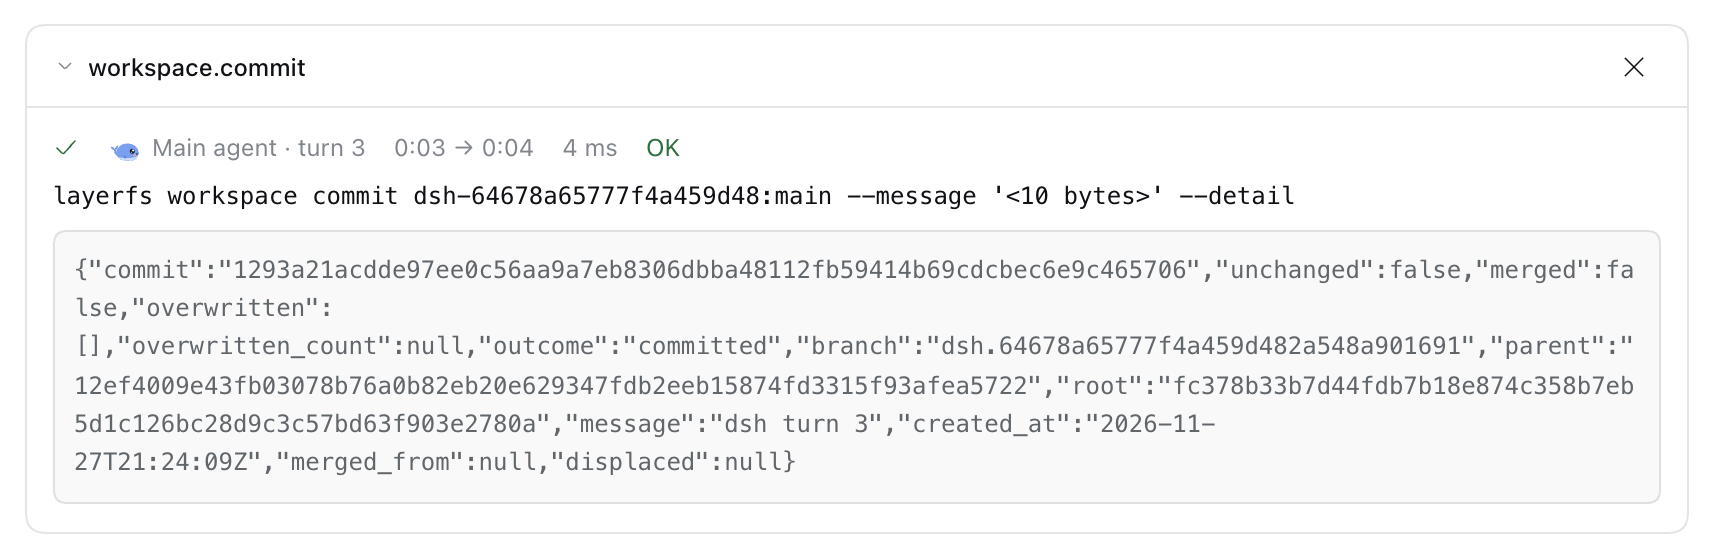 workspace.commit
Main agent · turn 3 0:03 → 0:04 4 ms OK
layerfs workspace commit dsh-64678a65777f4a459d48:main --message '<10 bytes>' --detail
{"commit":"1293a21acdde97ee0c56aa9a7eb8306dbba48112fb59414b69cdcbec6e9c465706","unchanged":false,"merged":fa
lse,"overwritten":
[],"overwritten_count":null,"outcome":"committed","branch":"dsh.64678a65777f4a459d482a548a901691","parent":"
12ef4009e43fb03078b76a0b82eb20e629347fdb2eeb15874fd3315f93afea5722","root":"fc378b33b7d44fdb7b18e874c358b7eb
5d1c126bc28d9c3c57bd63f903e2780a","message":"dsh turn 3","created_at":"2026-11-
27T21:24:09Z","merged_from":null,"displaced":null}